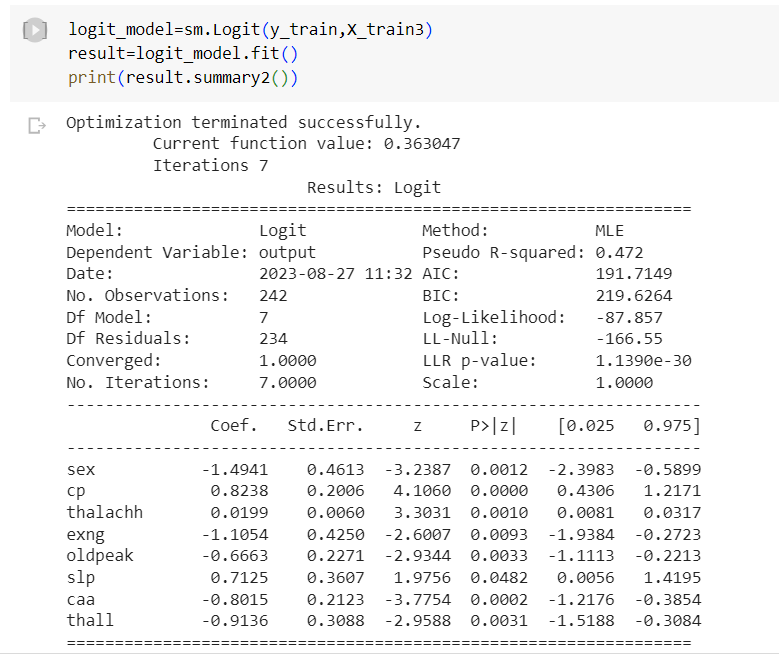 logit_model=sm.Logit(y_train,X_train3)
result=logit_model.fit()
print(result.summary2())
Optimization terminated successfully.
         Current function value: 0.363047
         Iterations 7
                         Results: Logit
=================================================================
Model:              Logit            Method:           MLE
Dependent Variable: output           Pseudo R-squared: 0.472
Date:               2023-08-27 11:32 AIC:              191.7149
No. Observations:   242              BIC:              219.6264
Df Model:           7                Log-Likelihood:   -87.857
Df Residuals:       234              LL-Null:          -166.55
Converged:          1.0000           LLR p-value:      1.1390e-30
No. Iterations:     7.0000           Scale:            1.0000
------------------------------------------------------------------
               Coef.   Std.Err.     z     P>|z|    [0.025   0.975]
------------------------------------------------------------------
sex           -1.4941    0.4613  -3.2387  0.0012  -2.3983  -0.5899
cp             0.8238    0.2006   4.1060  0.0000   0.4306   1.2171
thalachh       0.0199    0.0060   3.3031  0.0010   0.0081   0.0317
exng          -1.1054    0.4250  -2.6007  0.0093  -1.9384  -0.2723
oldpeak       -0.6663    0.2271  -2.9344  0.0033  -1.1113  -0.2213
slp            0.7125    0.3607   1.9756  0.0482   0.0056   1.4195
caa           -0.8015    0.2123  -3.7754  0.0002  -1.2176  -0.3854
thall         -0.9136    0.3088  -2.9588  0.0031  -1.5188  -0.3084
=================================================================